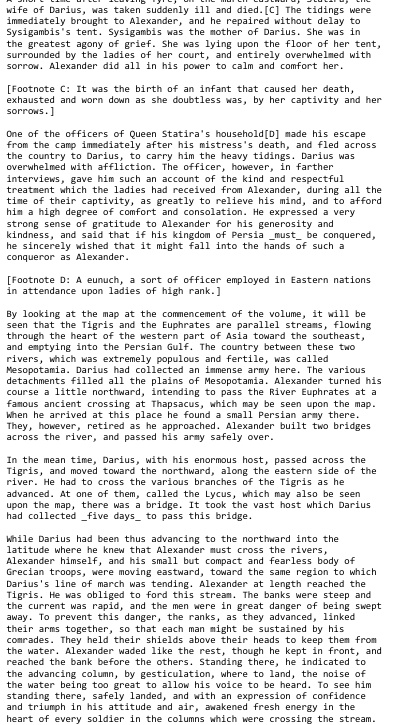 wife of Darius, was taken suddenly ill and died.[C] The tidings were
immediately brought to Alexander, and he repaired without delay to
Sysigambis's tent. Sysigambis was the mother of Darius. She was in
the greatest agony of grief. She was lying upon the floor of her tent,
surrounded by the ladies of her court, and entirely overwhelmed with
sorrow. Alexander did all in his power to calm and comfort her.
[Footnote C: It was the birth of an infant that caused her death,
exhausted and worn down as she doubtless was, by her captivity and her
sorrows.]
One of the officers of Queen Statira's household[D] made his escape
from the camp immediately after his mistress's death, and fled across
the country to Darius, to carry him the heavy tidings. Darius was
overwhelmed with affliction. The officer, however, in farther
interviews, gave him such an account of the kind and respectful
treatment which the ladies had received from Alexander, during all the
time of their captivity, as greatly to relieve his mind, and to afford
him a high degree of comfort and consolation. He expressed a very
strong sense of gratitude to Alexander for his generosity and
kindness, and said that if his kingdom of Persia _must_ be conquered,
he sincerely wished that it might fall into the hands of such a
conqueror as Alexander.
[Footnote D: A eunuch, a sort of officer employed in Eastern nations
in attendance upon ladies of high rank.]
By looking at the map at the commencement of the volume, it will be
seen that the Tigris and the Euphrates are parallel streams, flowing
through the heart of the western part of Asia toward the southeast,
and emptying into the Persian Gulf. The country between these two
rivers, which was extremely populous and fertile, was called
Mesopotamia. Darius had collected an immense army here. The various
detachments filled all the plains of Mesopotamia. Alexander turned his
course a little northward, intending to pass the River Euphrates at a
famous ancient crossing at Thapsacus, which may be seen upon the map.
When he arrived at this place he found a small Persian army there.
They, however, retired as he approached. Alexander built two bridges
across the river, and passed his army safely over.
In the mean time, Darius, with his enormous host, passed across the
Tigris, and moved toward the northward, along the eastern side of the
river. He had to cross the various branches of the Tigris as he
advanced. At one of them, called the Lycus, which may also be seen
upon the map, there was a bridge. It took the vast host which Darius
had collected _five days_ to pass this bridge.
While Darius had been thus advancing to the northward into the
latitude where he knew that Alexander must cross the rivers,
Alexander himself, and his small but compact and fearless body of
Grecian troops, were moving eastward, toward the same region to which
Darius's line of march was tending. Alexander at length reached the
Tigris. He was obliged to ford this stream. The banks were steep and
the current was rapid, and the men were in great danger of being swept
away. To prevent this danger, the ranks, as they advanced, linked
their arms together, so that each man might be sustained by his
comrades. They held their shields above their heads to keep them from
the water. Alexander waded like the rest, though he kept in front, and
reached the bank before the others. Standing there, he indicated to
the advancing column, by gesticulation, where to land, the noise of
the water being too great to allow his voice to be heard. To see him
standing there, safely landed, and with an expression of confidence
and triumph in his attitude and air, awakened fresh energy in the
heart of every soldier in the columns which were crossing the stream.